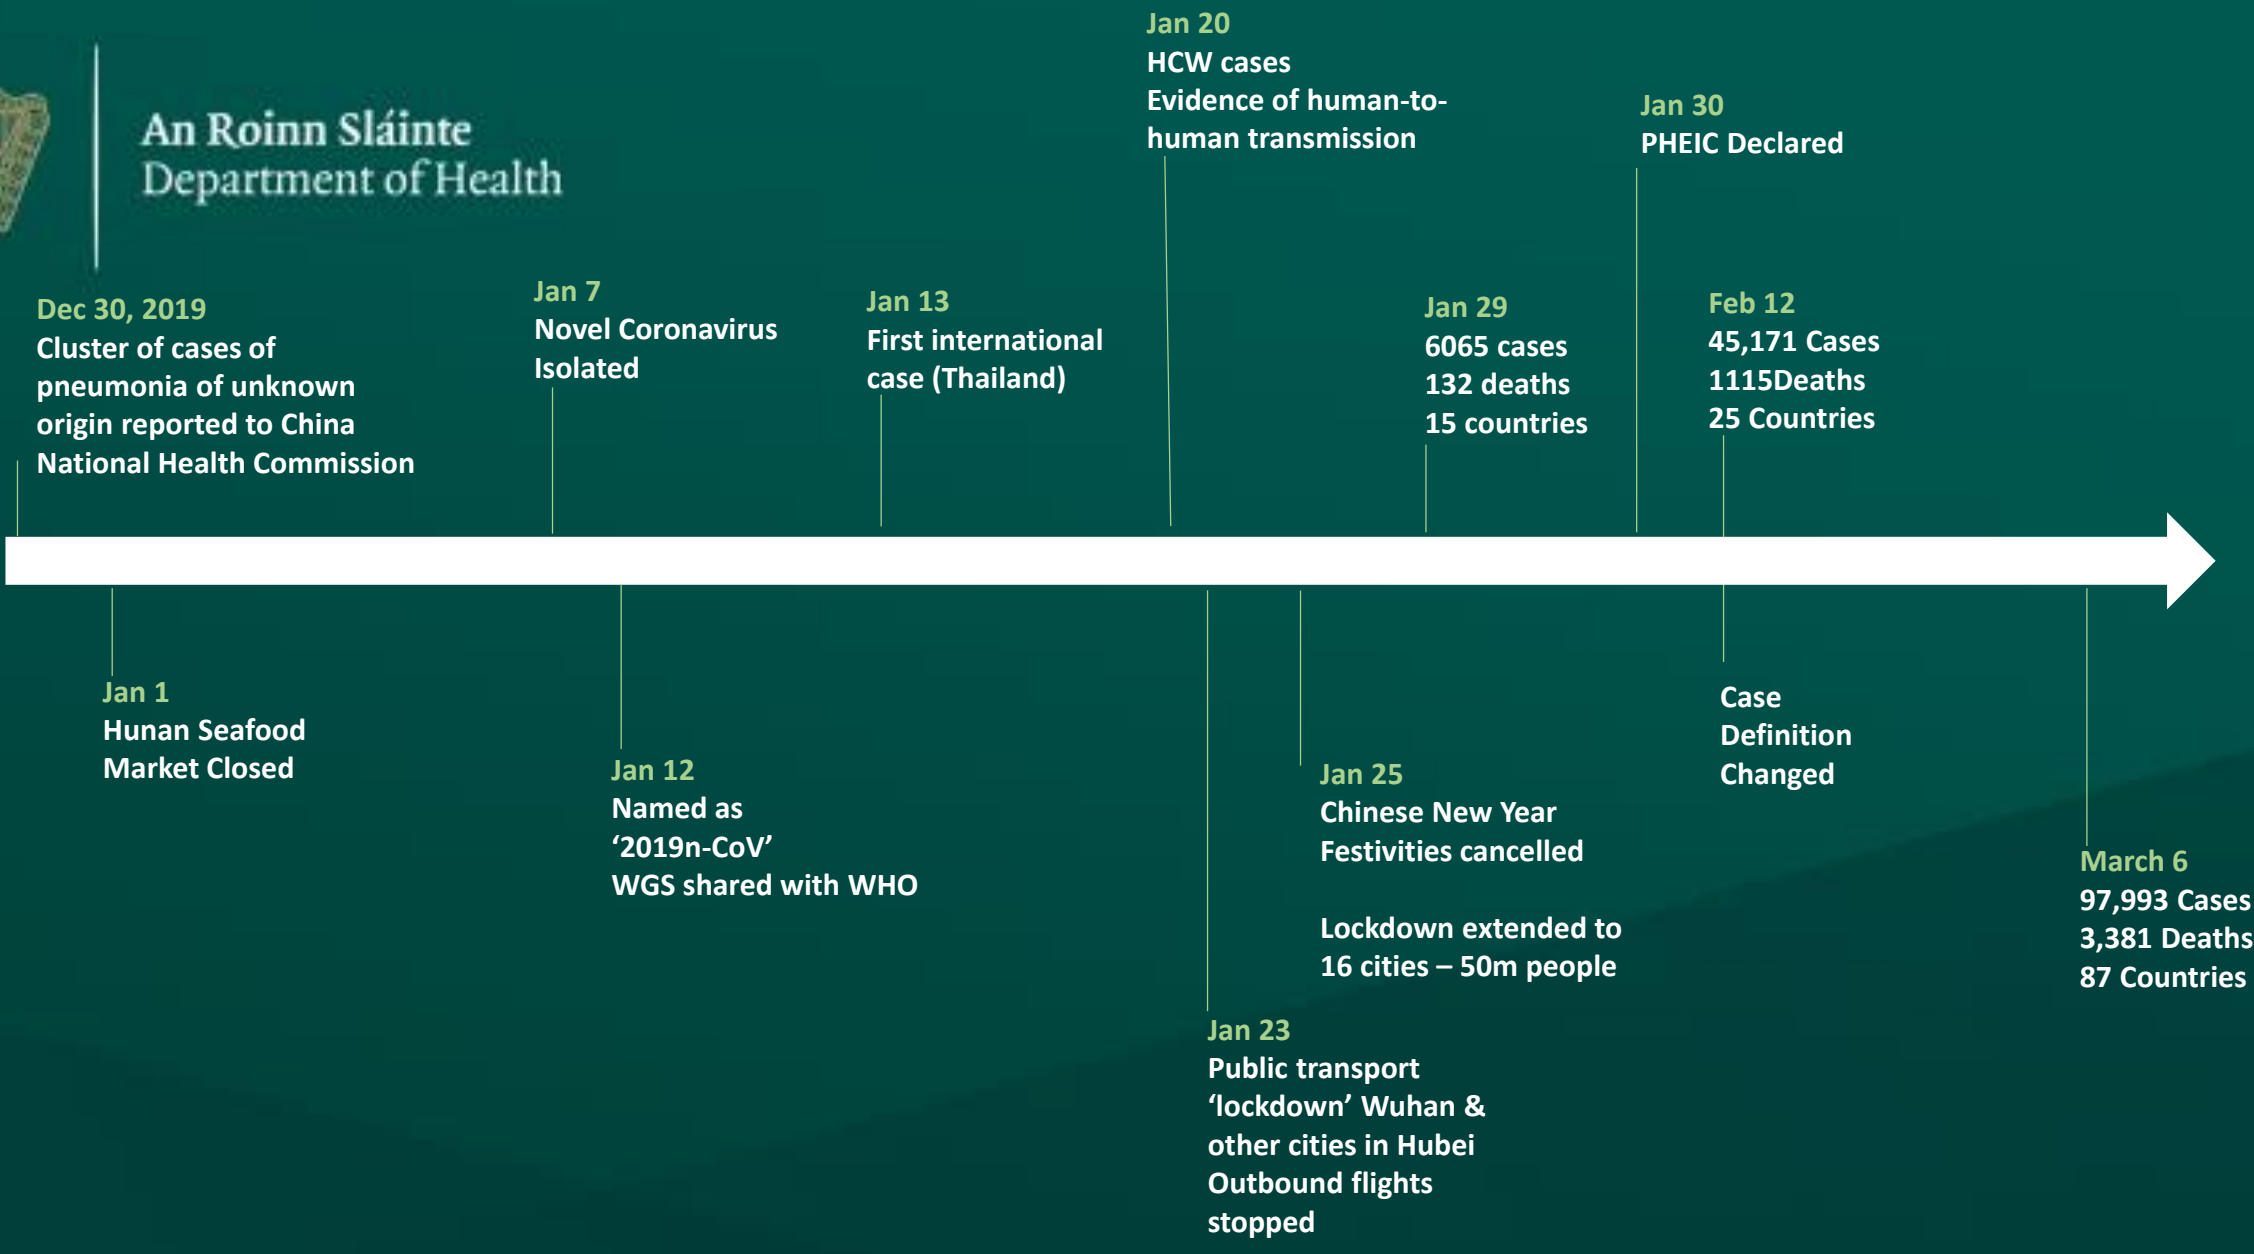 An Roinn Sláinte
Department of Health
Dec 30, 2019
Cluster of cases of
pneumonia of unknown
origin reported to China
National Health Commission
Jan 1
Hunan Seafood
Market Closed
Jan 7
Novel Coronavirus
Isolated
Jan 12
Named as
‘2019n-CoV’
WGS shared with WHO
Jan 13
First international
case (Thailand)
Jan 20
HCW cases
Evidence of human-to-
human transmission
Jan 23
Public transport
‘lockdown’ Wuhan &
other cities in Hubei
Outbound flights
stopped
Jan 25
Chinese New Year
Festivities cancelled
Lockdown extended to
16 cities – 50m people
Jan 29
6065 cases
132 deaths
15 countries
Jan 30
PHEIC Declared
Feb 12
45,171 Cases
1115Deaths
25 Countries
Case
Definition
Changed
March 6
97,993 Cases
3,381 Deaths
87 Countries